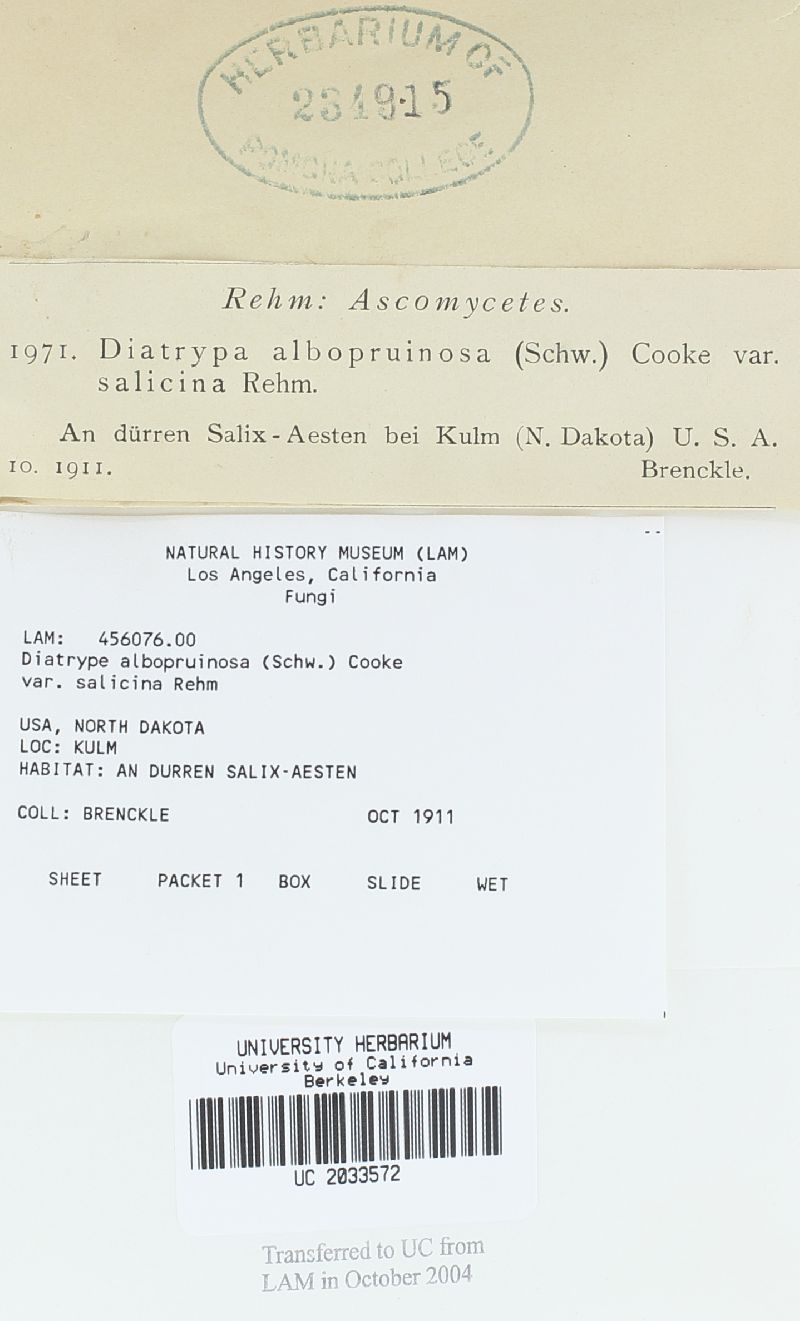 HERBARIUM OF
234915
POMONA COLLEGE
Rehm: Ascomycetes.
1971. Diatrypa albopruinosa (Schw.) Cooke var.
salicina Rehm.
An dürren Salix-Aesten bei Kulm (N. Dakota) U. S. A.
10. 1911. Brenckle.
NATURAL HISTORY MUSEUM (LAM)
Los Angeles, California
Fungi
LAM: 456076.00
Diatrype albopruinosa (Schw.) Cooke
var. salicina Rehm
USA, NORTH DAKOTA
LOC: KULM
HABITAT: AN DURREN SALIX-AESTEN
COLL: BRENCKLE OCT 1911
SHEET PACKET 1 BOX SLIDE WET
UNIVERSITY HERBARIUM
University of California
Berkeley
UC 2033572
Transferred to UC from
LAM in October 2004